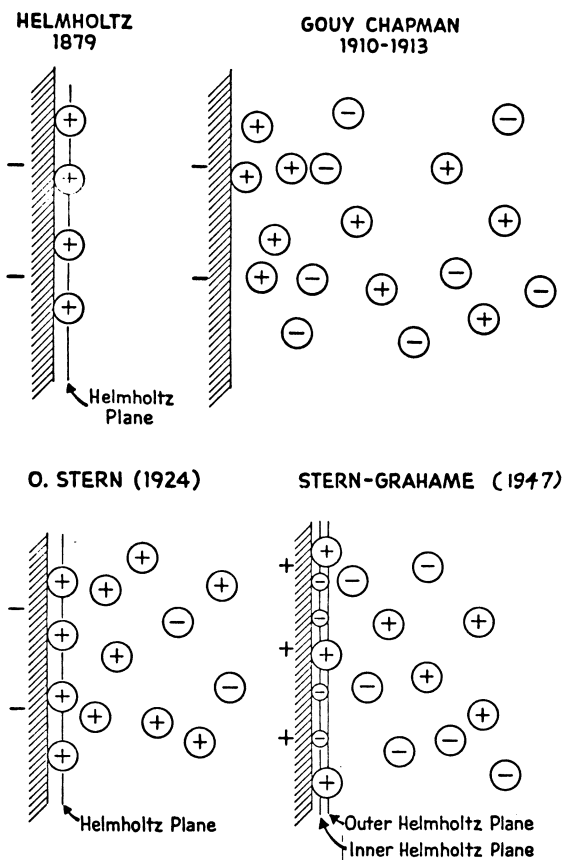 HELMHOLTZ
1879
GOUY CHAPMAN
1910-1913
Helmholtz
Plane
O. STERN (1924)
STERN-GRAHAME (1947)
Helmholtz Plane
Outer Helmholtz Plane
Inner Helmholtz Plane